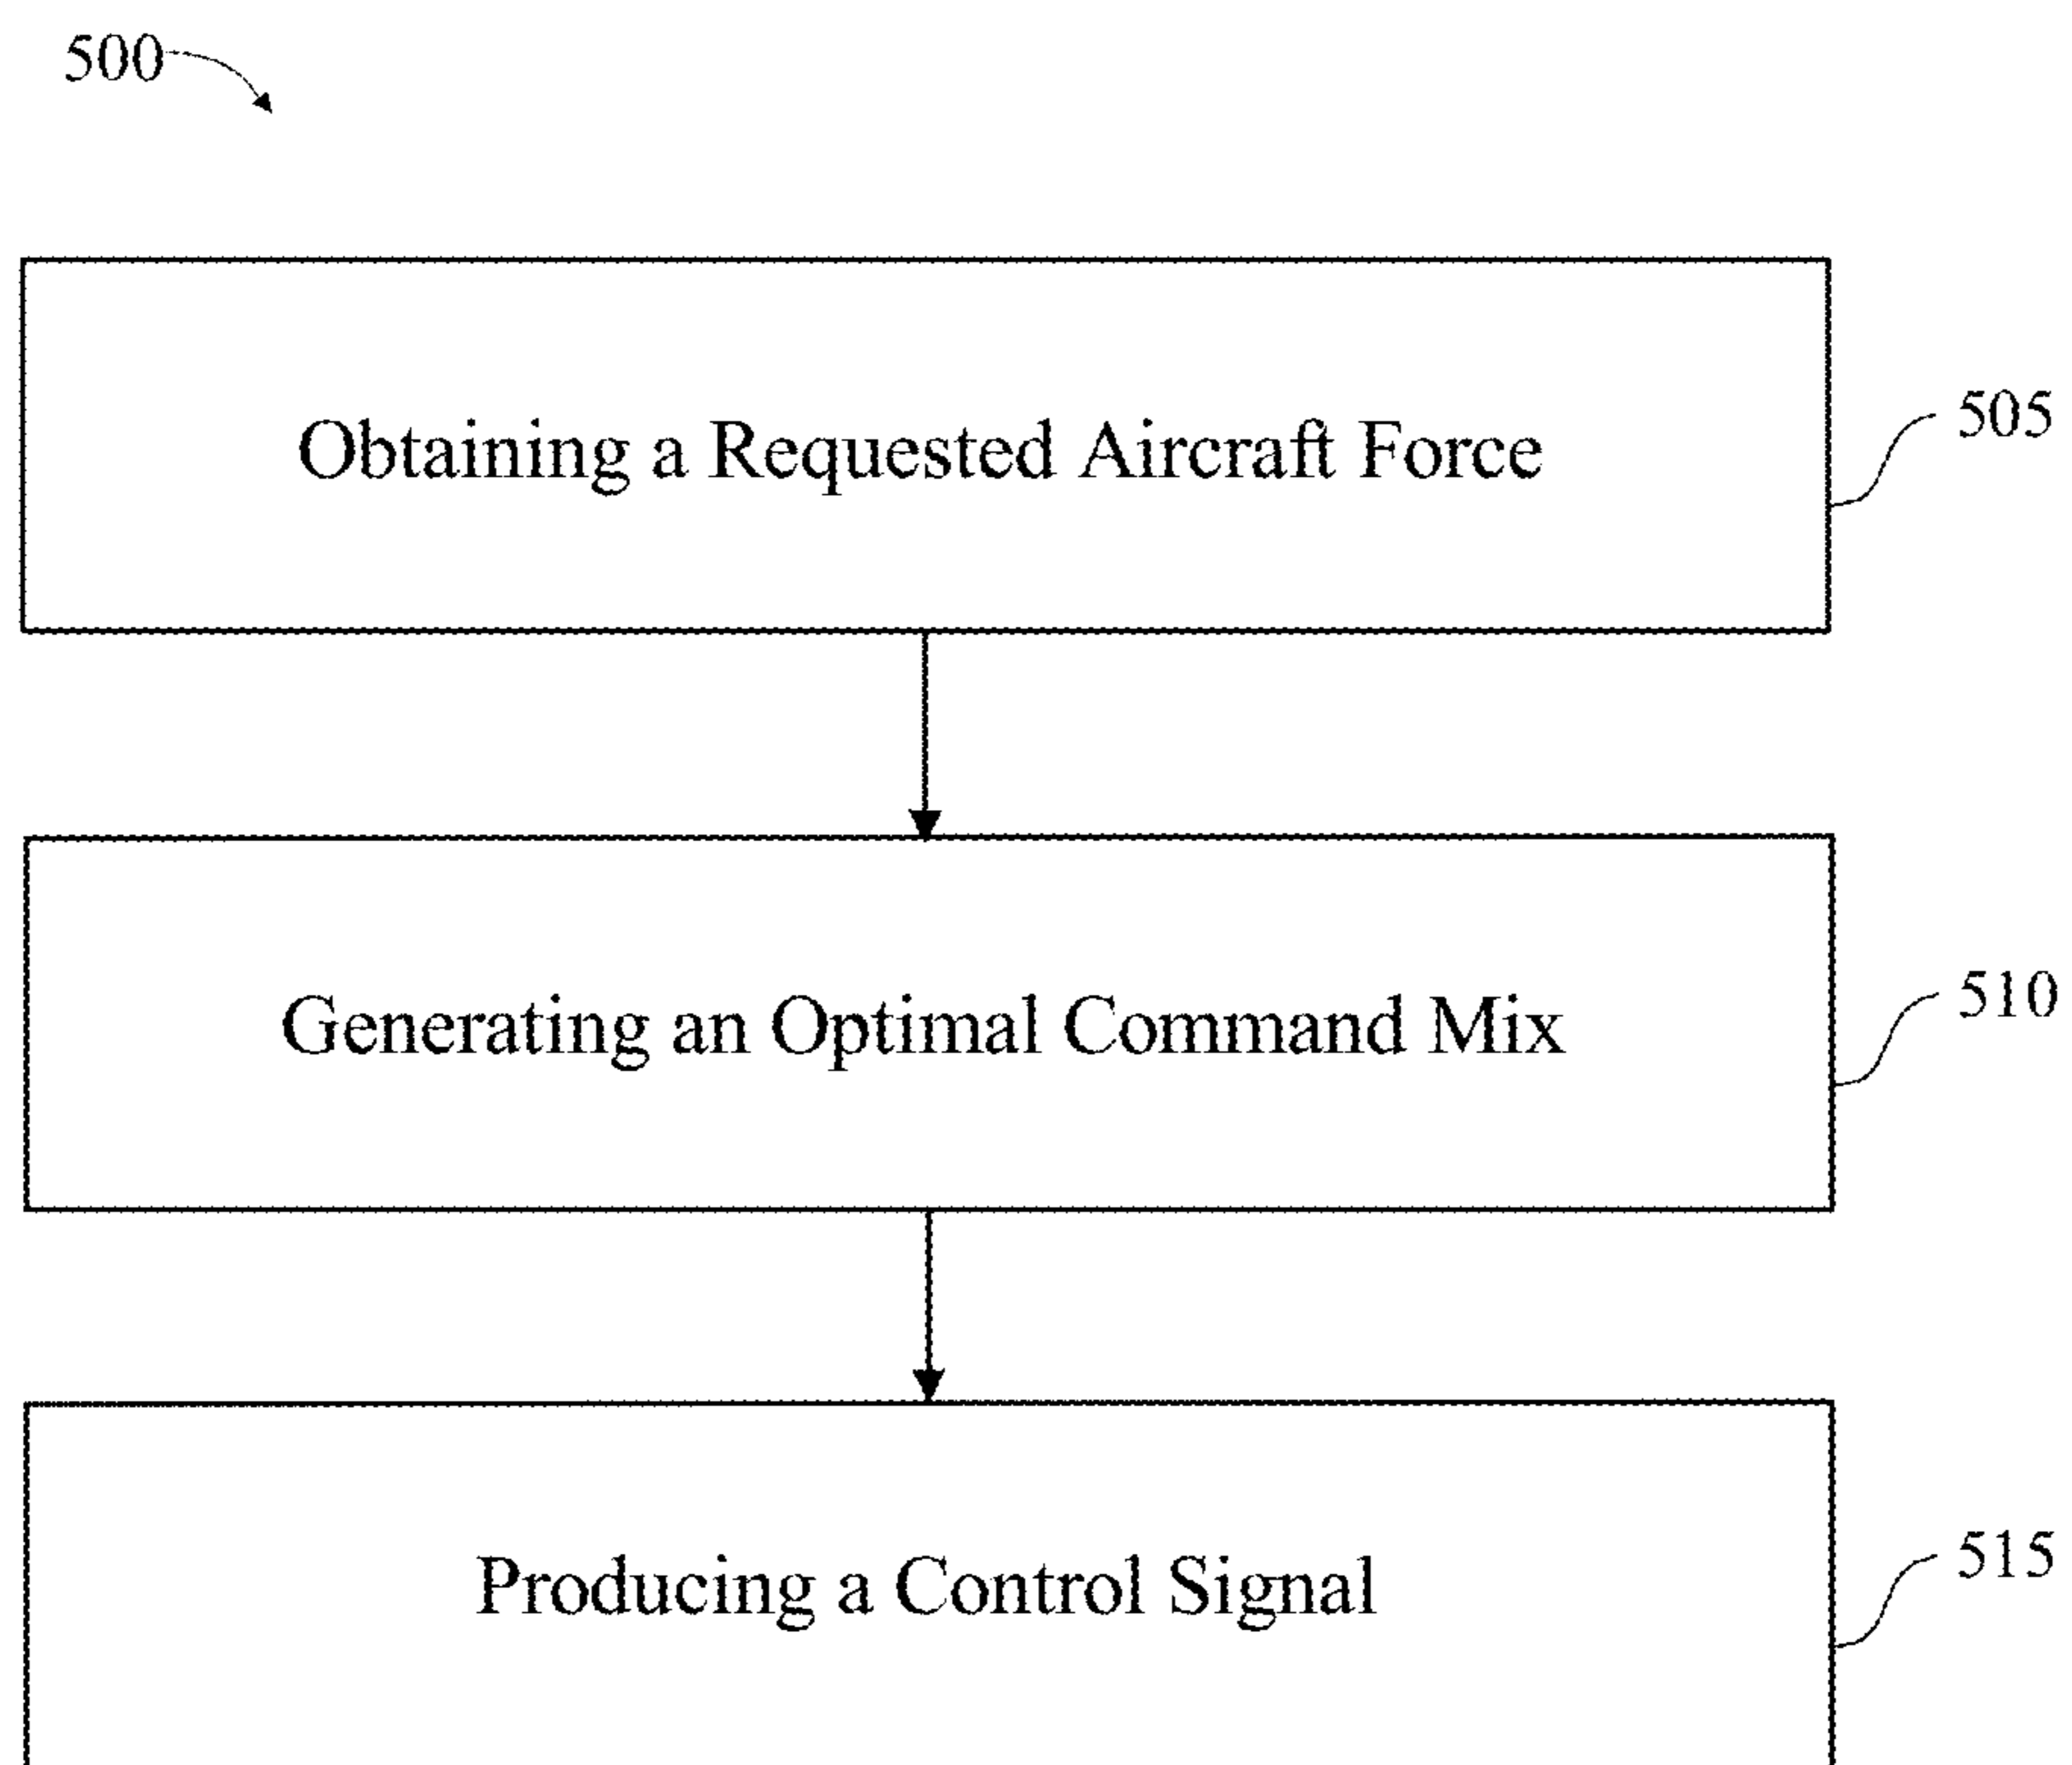 500
Obtaining a Requested Aircraft Force
505
Generating an Optimal Command Mix
510
Producing a Control Signal
515